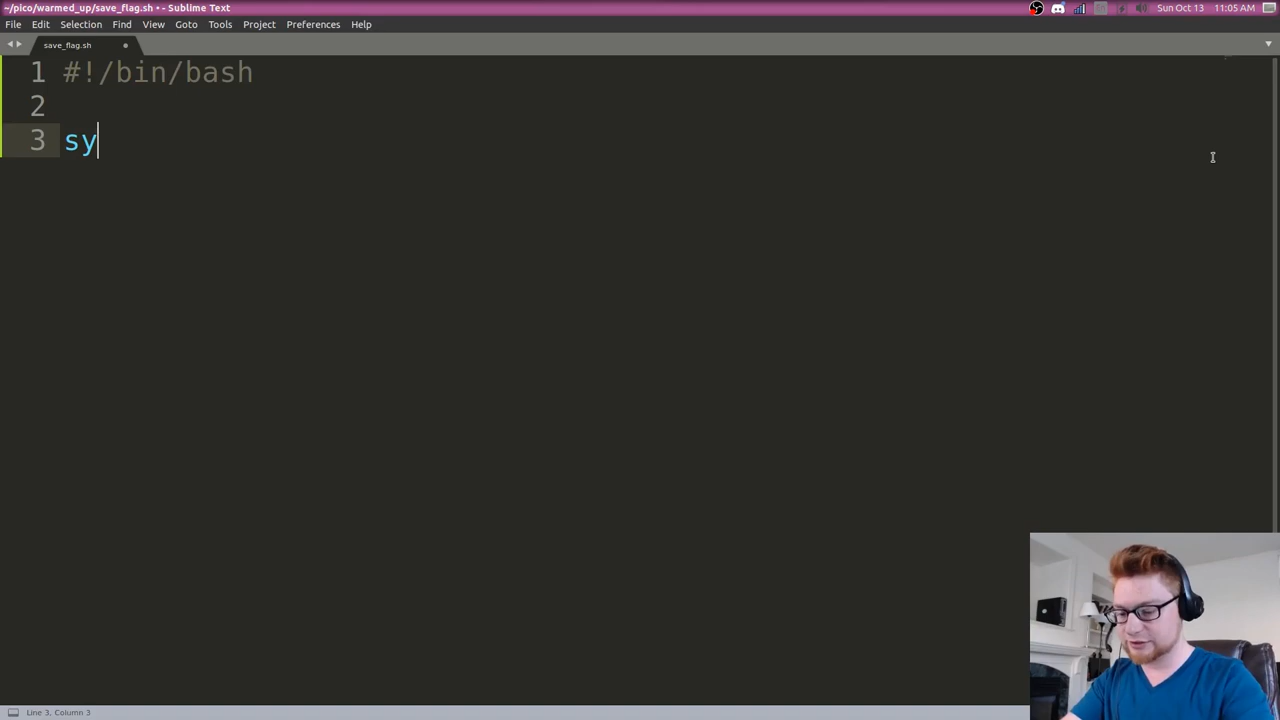 ~/pico/warmed_up/save_flag.sh • - Sublime Text
Sun Oct 13 11:05 AM
File Edit Selection View Goto Tools Project Preferences Help
save_flag.sh
1 #!/bin/bash
2
3 sy
Line 3, Column 3